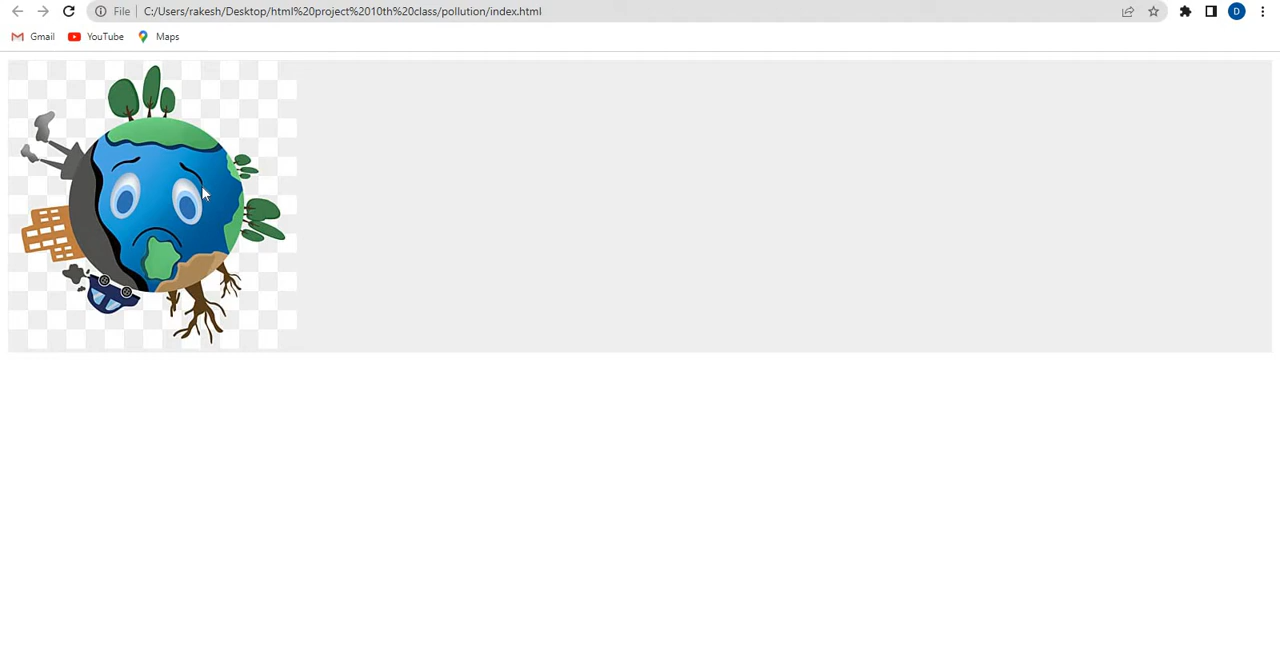 File C:/Users/rakesh/Desktop/html%20project%2010th%20class/pollution/index.html D
Gmail YouTube Maps